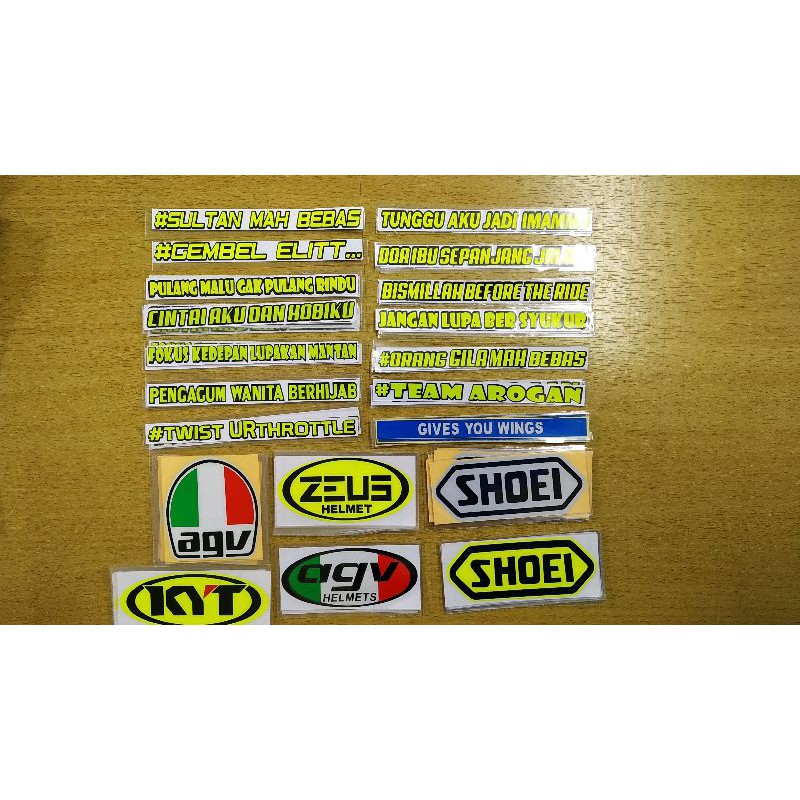 #SULTAN MAH BEBAS
#GEMBEL ELITT...
PULANG MALU GAK PULANG RINDU
CINTAI AKU DAN HOBIKU
FOKUS KEDEPAN LUPAKAN MANTAN
PENGAGUM WANITA BERHIJAB
#TWIST URTHROTTLE
TUNGGU AKU JADI IMAMMU
DOA IBU SEPANJANG
BISMILLAH BEFORE THE RIDE
JANGAN LUPA BER SYUKUR
#ORANG GILA MAH BEBAS
#TEAM AROGAN
GIVES YOU WINGS
agv
ZEUS
HELMET
SHOEI
KYT
agv
HELMETS
SHOEI